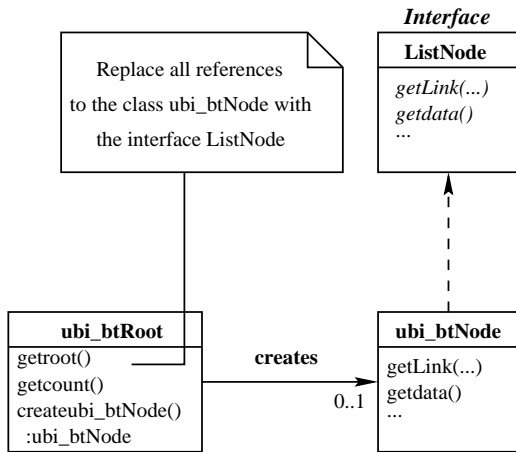 Interface
ListNode
getLink(...)
getdata()
...
Replace all references
to the class ubi_btNode with
the interface ListNode
ubi_btRoot
getroot()
getcount()
createubi_btNode()
:ubi_btNode
creates
0..1
ubi_btNode
getLink(...)
getdata()
...